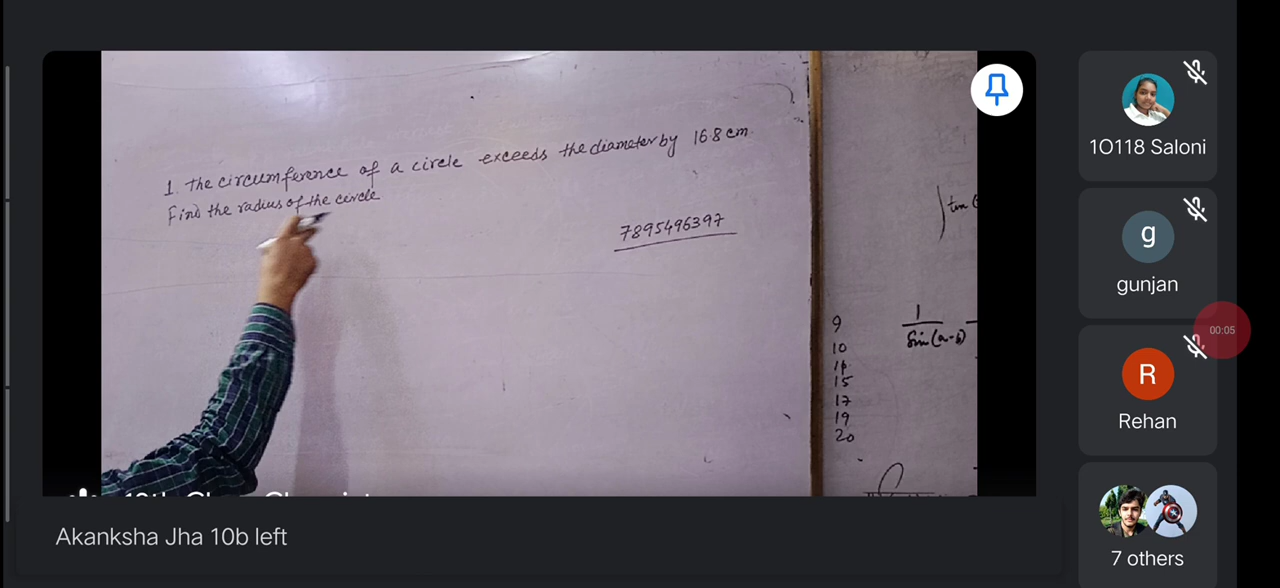 1. The circumference of a circle exceeds the diameter by 16.8 cm.
Find the radius of the circle
7895496397
tan (
1
Sin(a-b)
9
10
15
17
19
20
10118 Saloni
g
gunjan
00:05
R
Rehan
7 others
Akanksha Jha 10b left